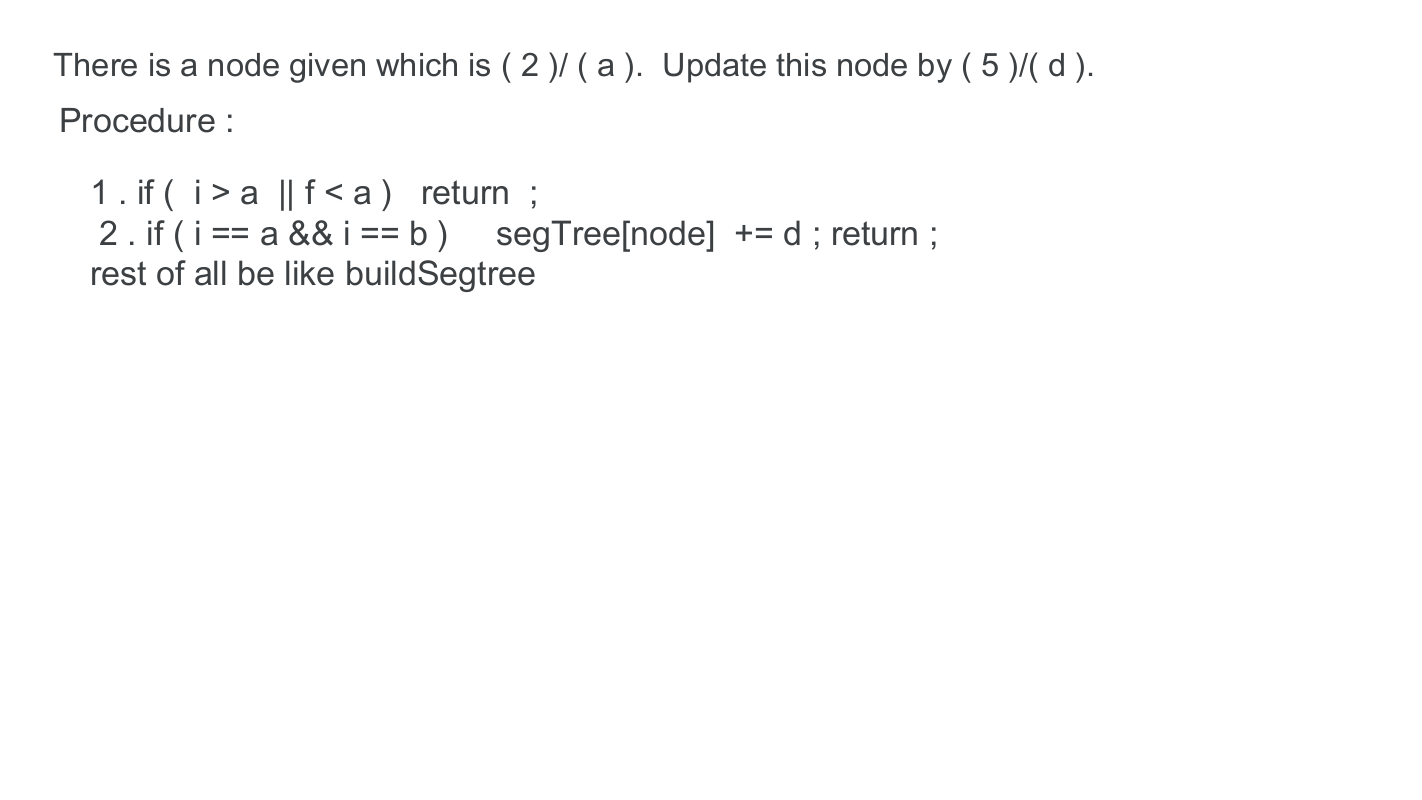 There is a node given which is ( 2 )/ ( a ).  Update this node by ( 5 )/( d ).
Procedure :
1 . if (  i > a  || f < a )   return  ;
2 . if ( i == a && i == b )     segTree[node]  += d ; return ;
rest of all be like buildSegtree